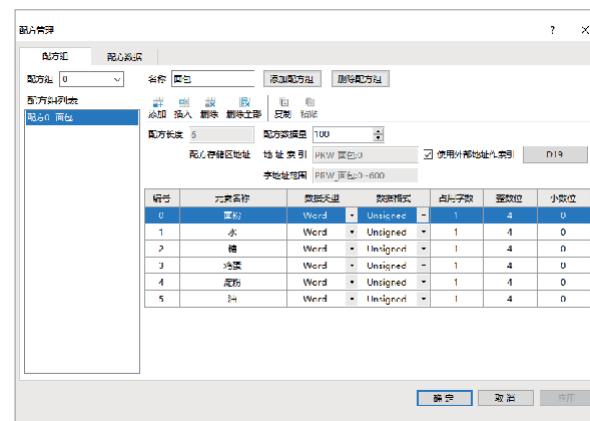 配方管理 ? ×
配方组 配方数据
配方组 0 名称 面包 添加配方组 删除配方组
配方组列表
配方0 面包
添加 插入 删除 删除全部 复制 粘贴
配方长度 6 配方数据量 100
配方存储区地址 地址索引 PRW_面包:0 使用外部地址作索引 D19
字地址范围 PRW_面包:0~600
编号 元素名称 数据类型 数据格式 占用字数 整数位 小数位
0 面粉 Word Unsigned 1 4 0
1 水 Word Unsigned 1 4 0
2 糖 Word Unsigned 1 4 0
3 鸡蛋 Word Unsigned 1 4 0
4 淀粉 Word Unsigned 1 4 0
5 油 Word Unsigned 1 4 0
确定 取消 应用